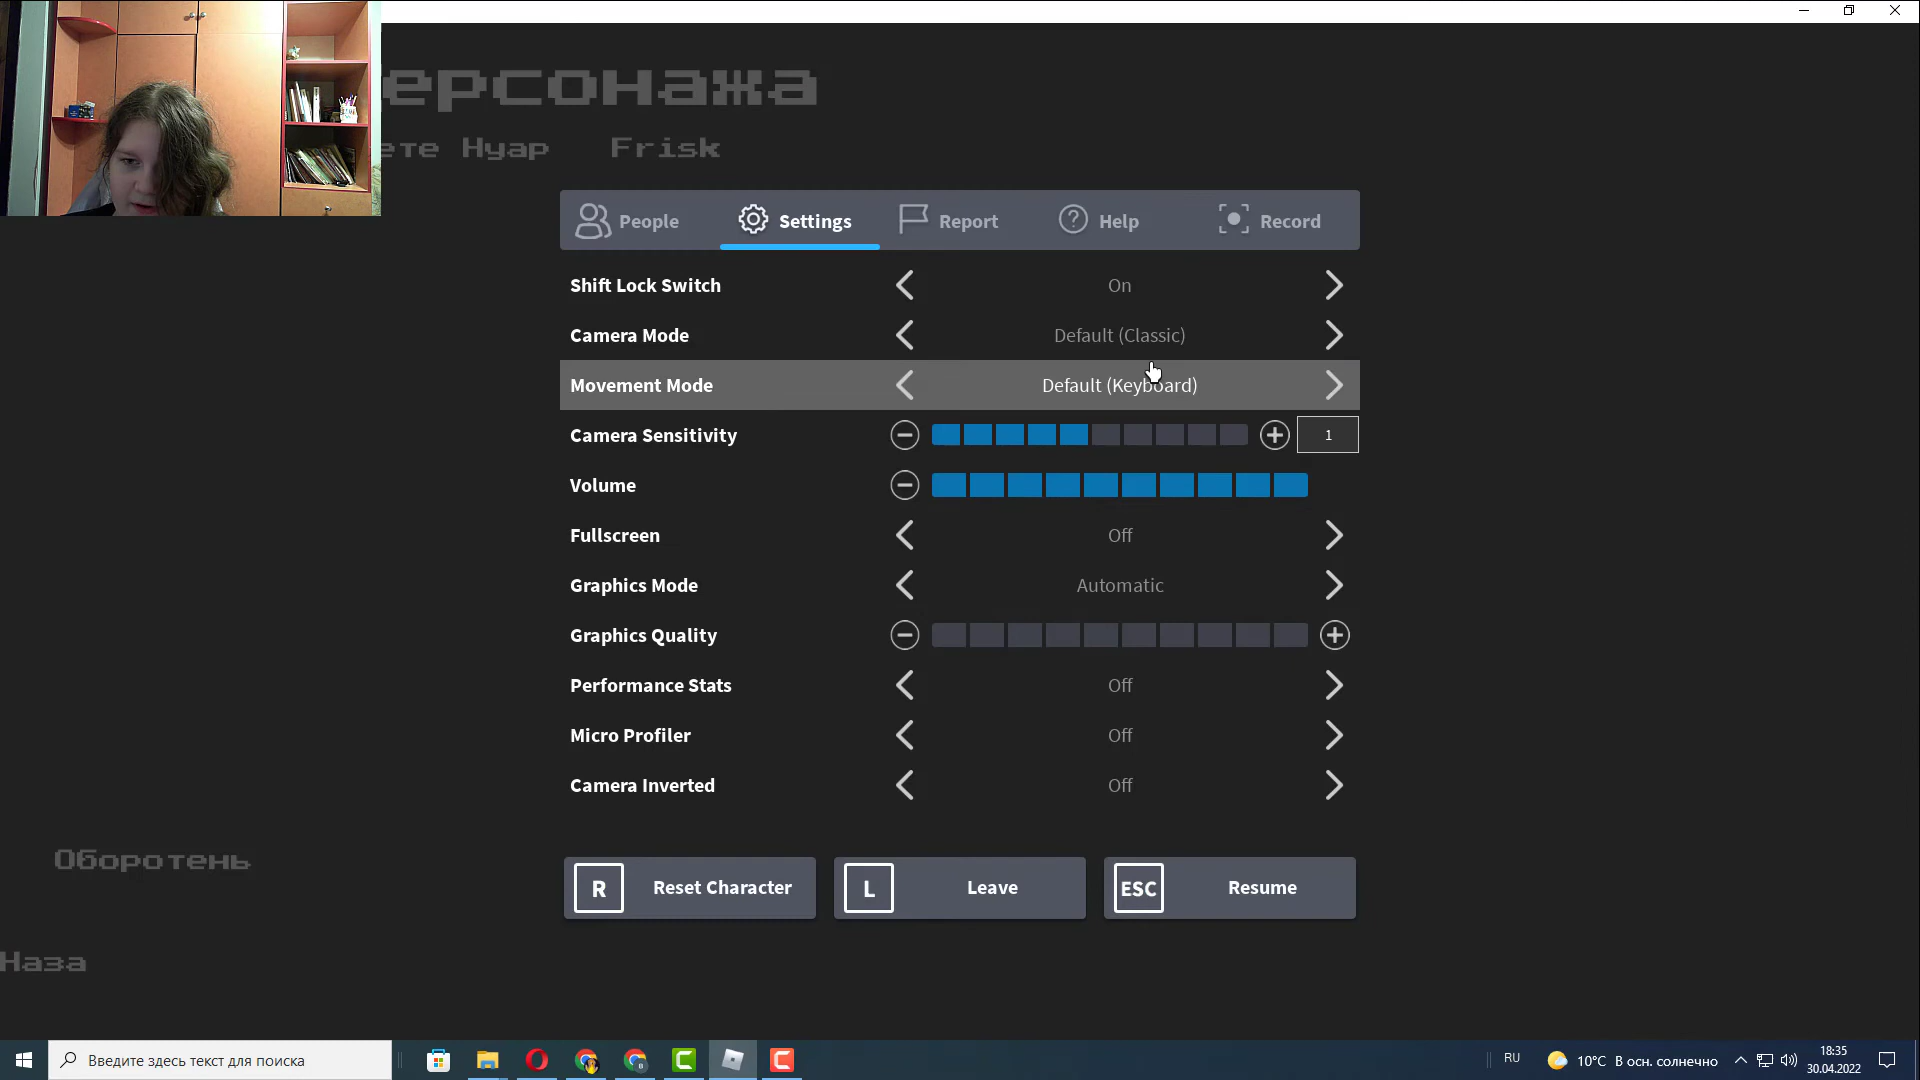 ерсонажа
ете Нуар Frisk
People Settings Report Help Record
Shift Lock Switch On
Camera Mode Default (Classic)
Movement Mode Default (Keyboard)
Camera Sensitivity 1
Volume
Fullscreen Off
Graphics Mode Automatic
Graphics Quality
Performance Stats Off
Micro Profiler Off
Camera Inverted Off
Оборотень
R Reset Character L Leave ESC Resume
Наза
Введите здесь текст для поиска
RU 10°C В осн. солнечно 18:35
30.04.2022